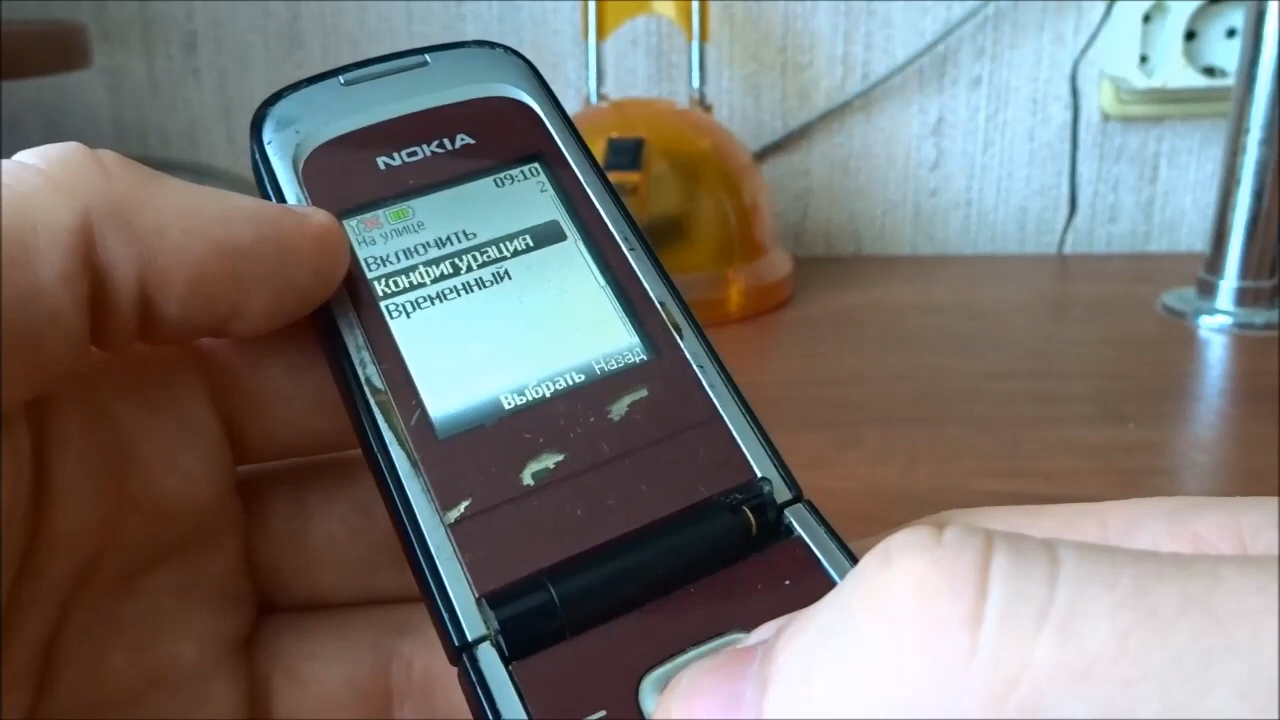 NOKIA
09:10
2
На улице
Включить
Конфигурация
Временный
Выбрать Назад